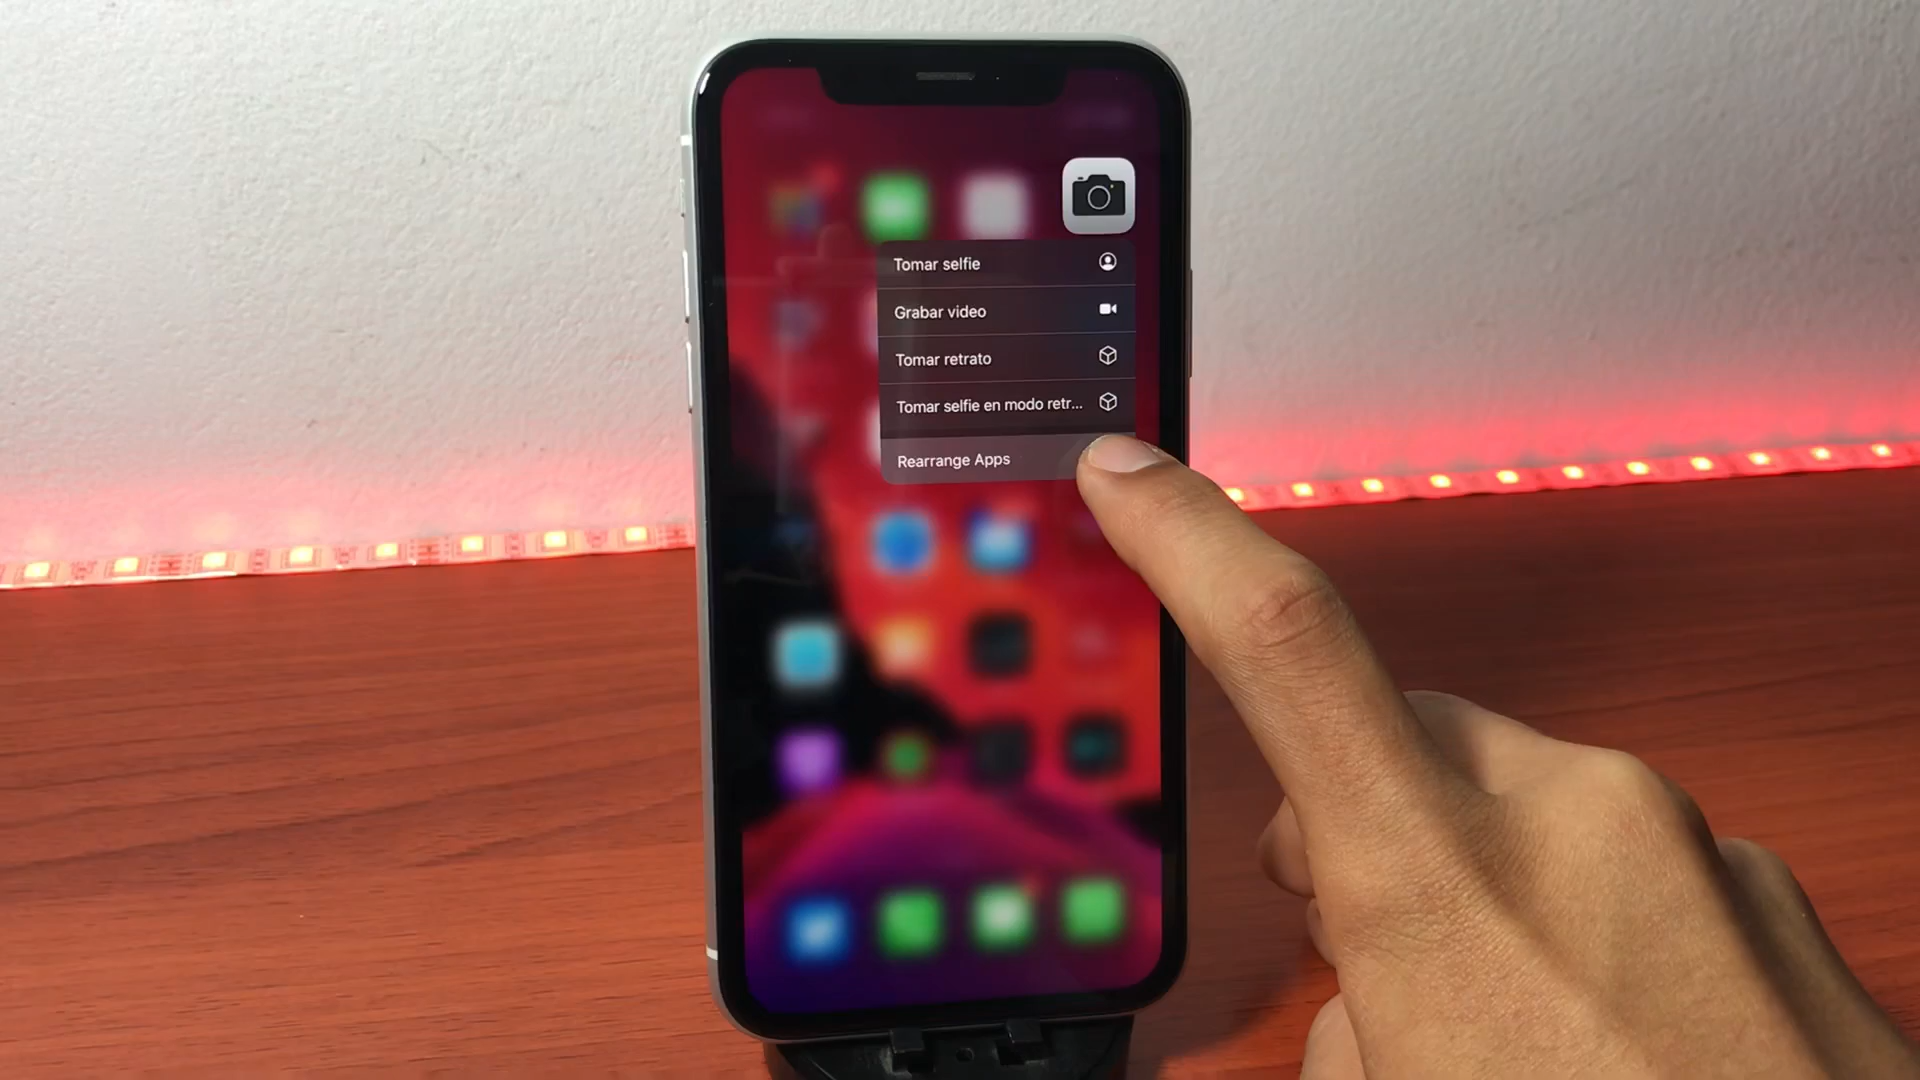 Tomar selfie
Grabar video
Tomar retrato
Tomar selfie en modo retr...
Rearrange Apps